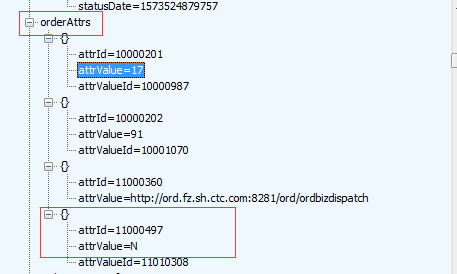 statusDate=1573524879757
orderAttrs
{}
attrId=10000201
attrValue=17
attrValueId=10000987
{}
attrId=10000202
attrValue=91
attrValueId=10001070
{}
attrId=11000360
attrValue=http://ord.fz.sh.ctc.com:8281/ord/ordbizdispatch
{}
attrId=11000497
attrValue=N
attrValueId=11010308